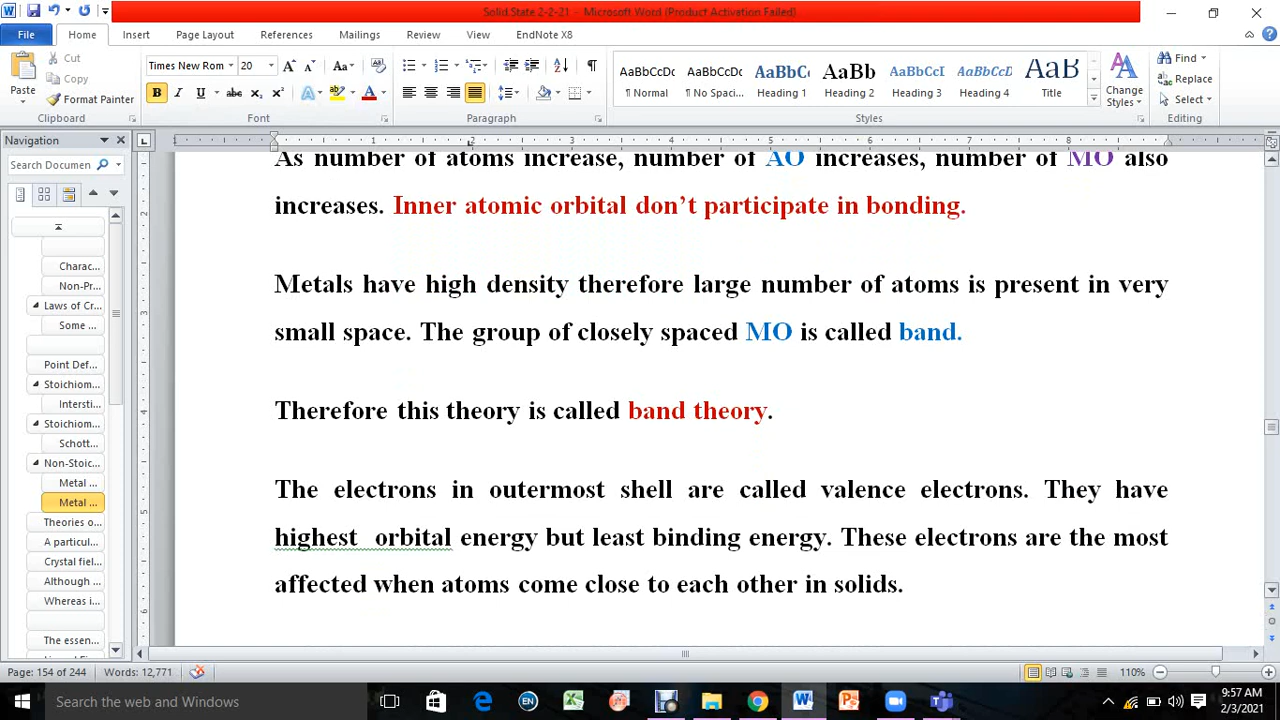 Solid State 2-2-21 - Microsoft Word (Product Activation Failed)
File Home Insert Page Layout References Mailings Review View EndNote X8
Paste
Cut
Copy
Format Painter
Clipboard
Times New Rom 20
Font
Paragraph
AaBbCcDc AaBbCcDc AaBbC AaBb AaBbCcI AaBbCcD AaB
¶ Normal ¶ No Spaci... Heading 1 Heading 2 Heading 3 Heading 4 Title
Styles
Change Styles
Find
Replace
Select
Editing
Navigation
Search Documen
Charac...
Non-Pr...
Laws of Cr...
Some ...
Point Def...
Stoichiom...
Intersti...
Stoichiom...
Schott...
Non-Stoic...
Metal ...
Metal ...
Theories o...
A particul...
Crystal fiel...
Although ...
Whereas i...
The essen...
As number of atoms increase, number of AO increases, number of MO also
increases. Inner atomic orbital don’t participate in bonding.
Metals have high density therefore large number of atoms is present in very
small space. The group of closely spaced MO is called band.
Therefore this theory is called band theory.
The electrons in outermost shell are called valence electrons. They have
highest orbital energy but least binding energy. These electrons are the most
affected when atoms come close to each other in solids.
Page: 154 of 244 Words: 12,771
110%
Search the web and Windows
9:57 AM
2/3/2021